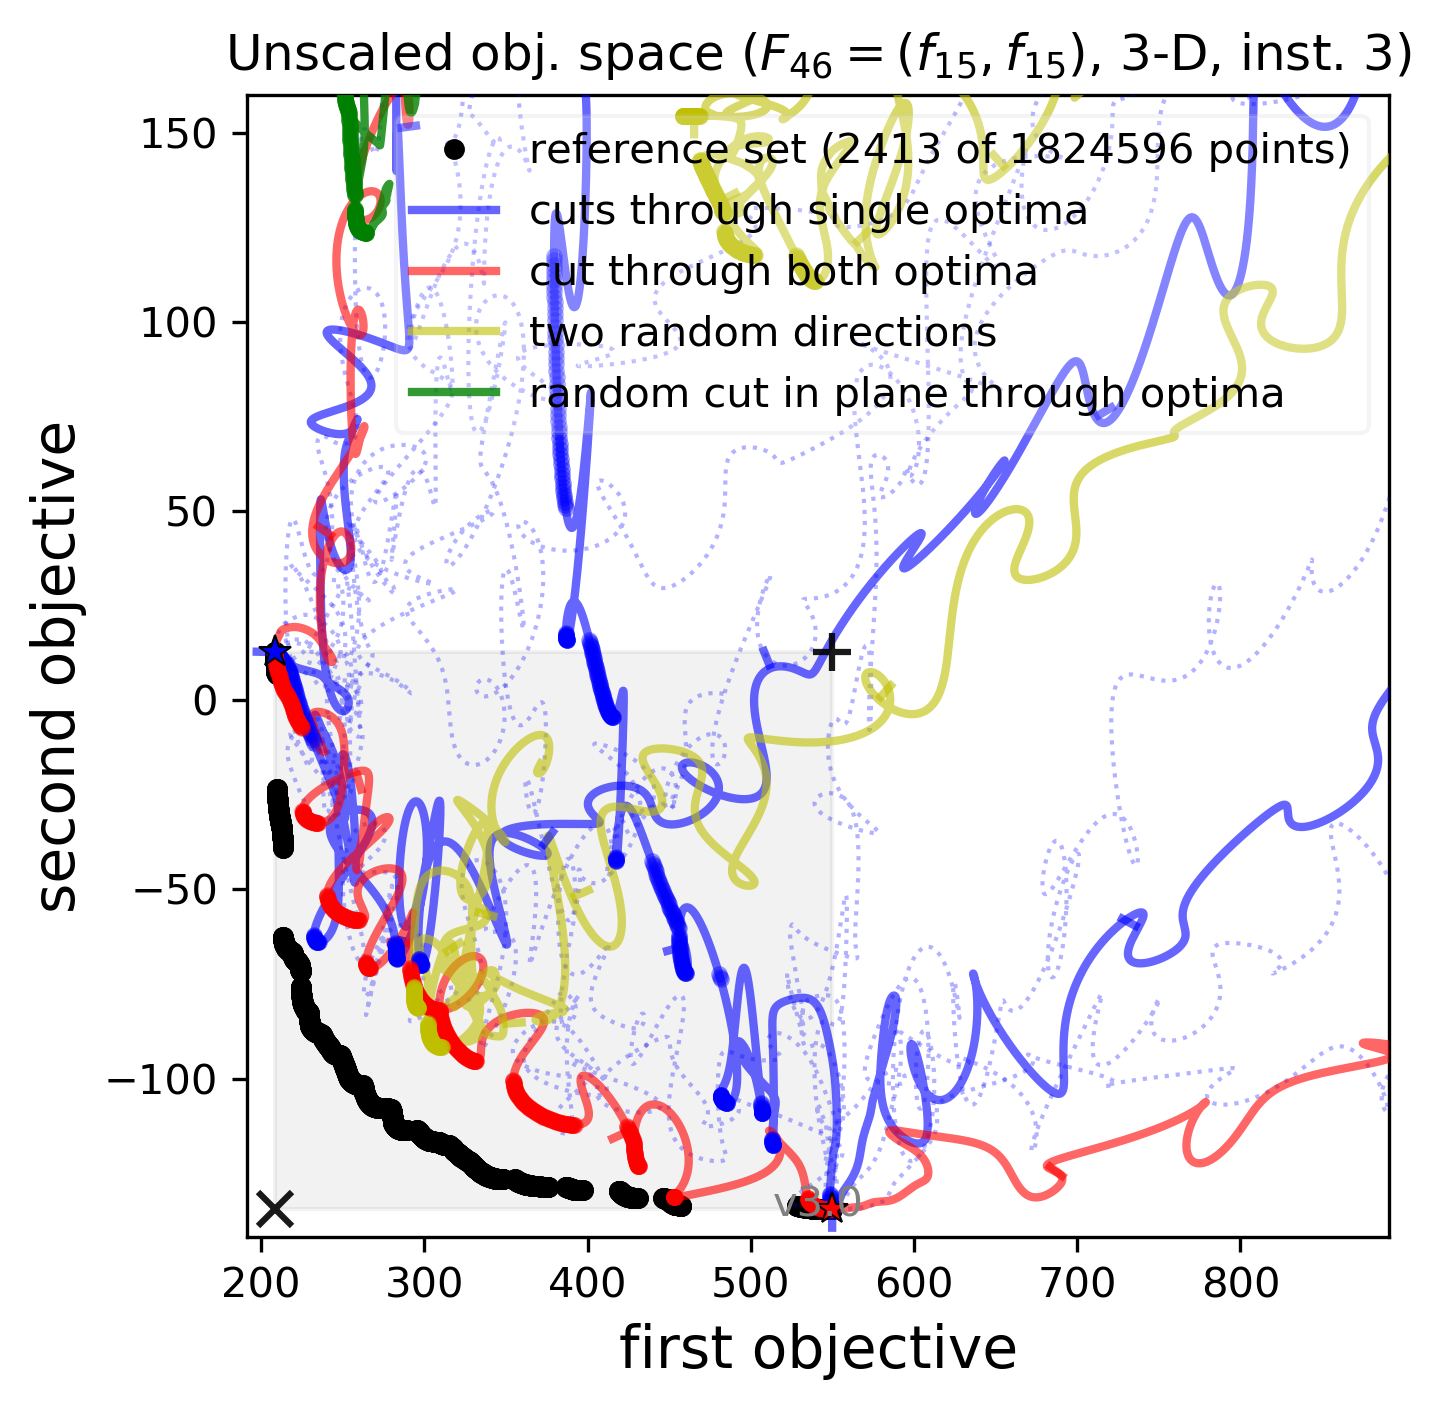 Unscaled obj. space (F46 = (f15, f15), 3-D, inst. 3)
reference set (2413 of 1824596 points)
cuts through single optima
cut through both optima
two random directions
random cut in plane through optima
150
100
50
0
−50
−100
second objective
v3.0
200 300 400 500 600 700 800
first objective